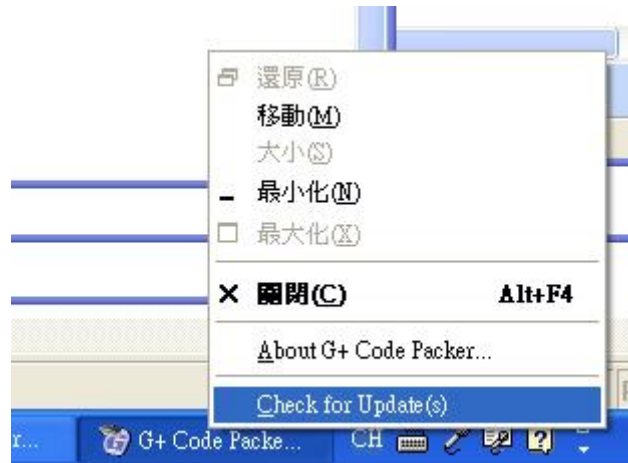 還原(R)
移動(M)
大小(S)
最小化(N)
最大化(X)
關閉(C) Alt+F4
About G+ Code Packer...
Check for Update(s)
r... G+ Code Packe... CH